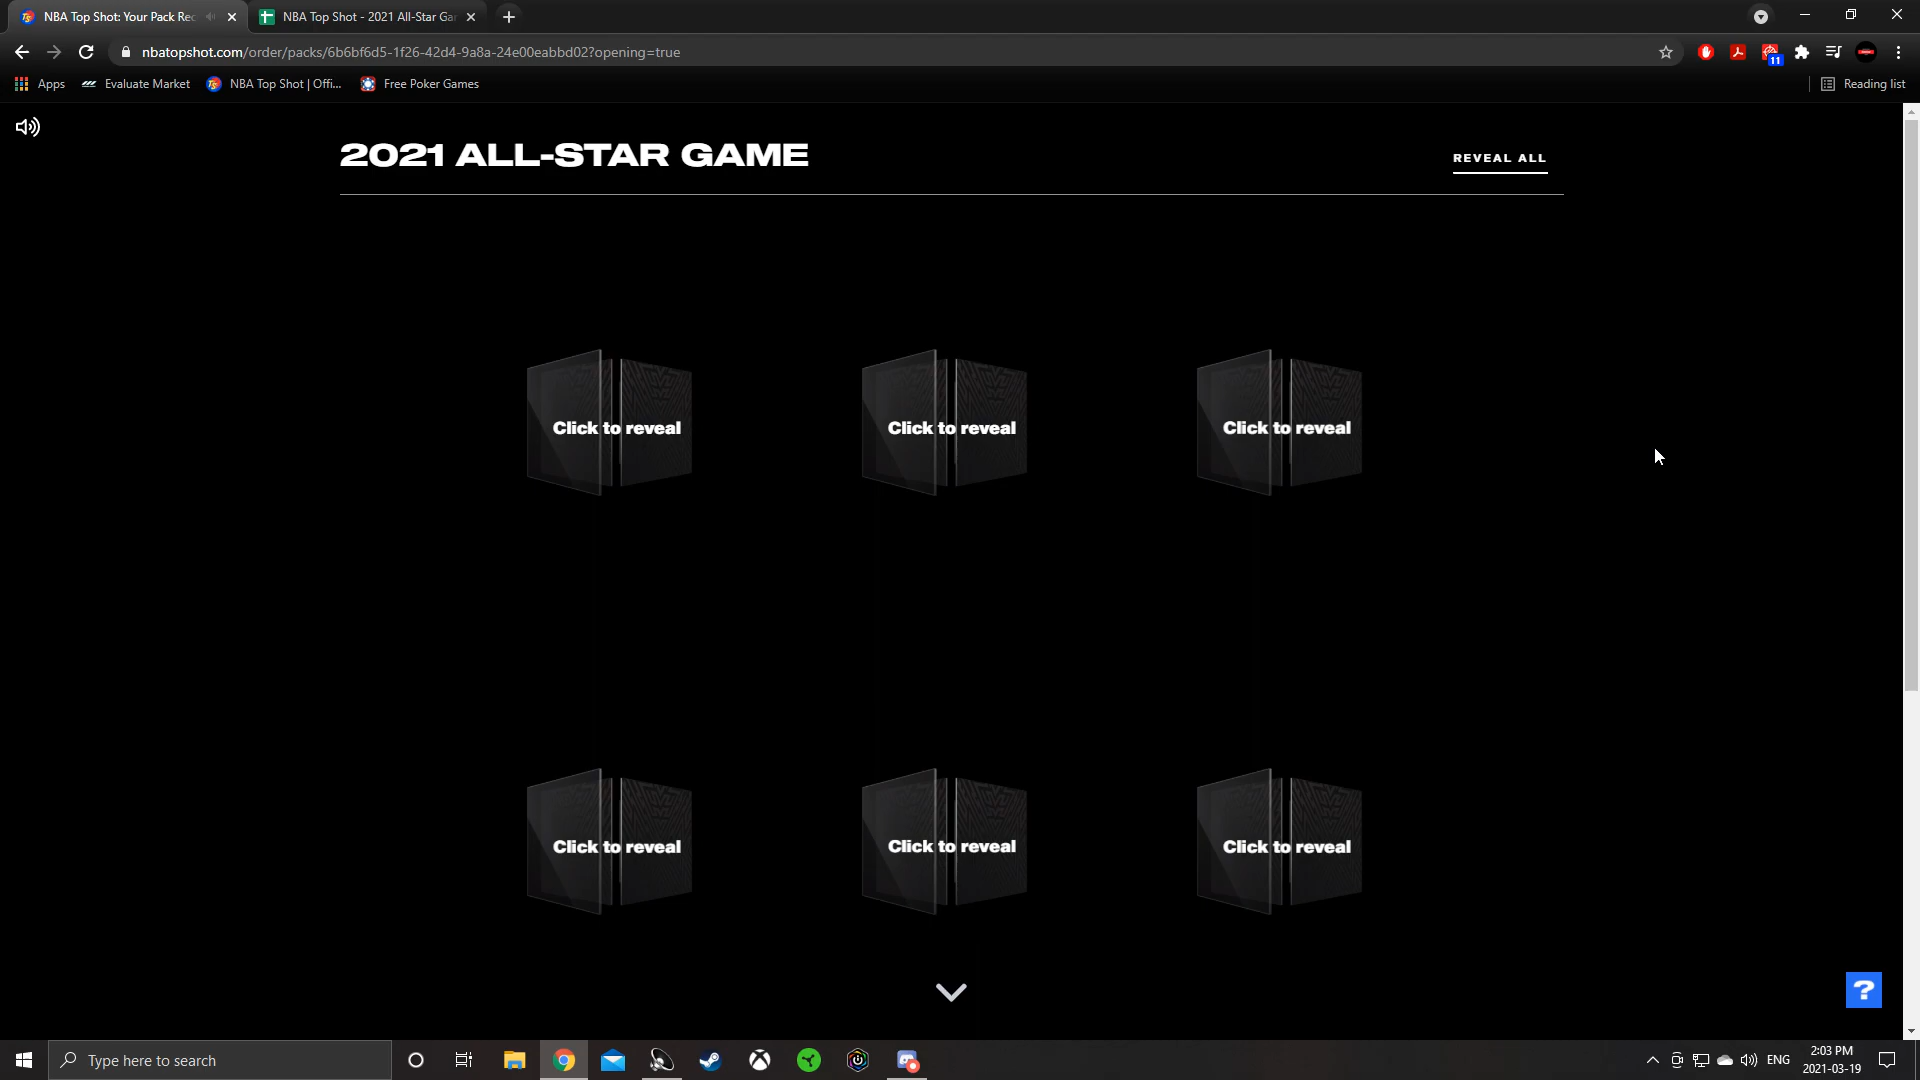 NBA Top Shot: Your Pack Rec
NBA Top Shot - 2021 All-Star Gar
nbatopshot.com/order/packs/6b6bf6d5-1f26-42d4-9a8a-24e00eabbd02?opening=true
11
Apps
Evaluate Market
NBA Top Shot | Offi...
Free Poker Games
Reading list
2021 ALL-STAR GAME
REVEAL ALL
Click to reveal
Click to reveal
Click to reveal
Click to reveal
Click to reveal
Click to reveal
?
Type here to search
ENG
2:03 PM
2021-03-19